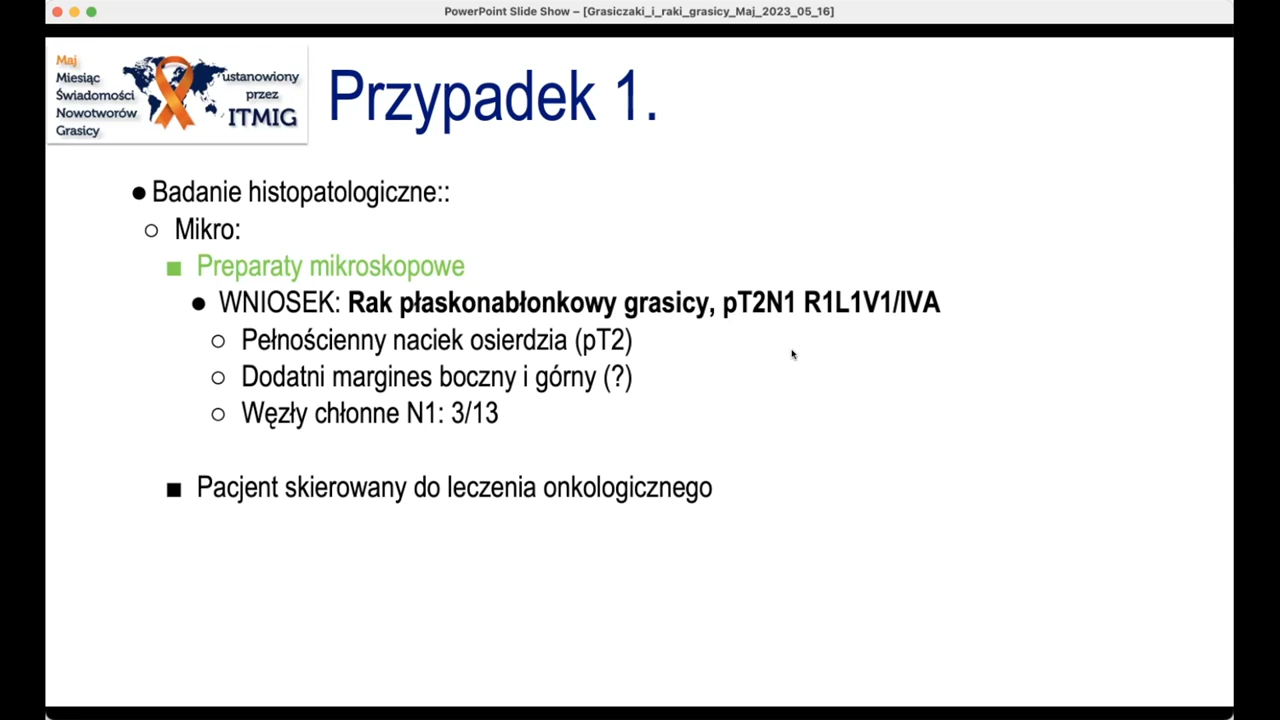 PowerPoint Slide Show – [Grasiczaki_i_raki_grasicy_Maj_2023_05_16]
Maj
Miesiąc
Świadomości
Nowotworów
Grasicy
ustanowiony
przez
ITMIG
Przypadek 1.
● Badanie histopatologiczne::
○ Mikro:
■ Preparaty mikroskopowe
● WNIOSEK: Rak płaskonabłonkowy grasicy, pT2N1 R1L1V1/IVA
○ Pełnościenny naciek osierdzia (pT2)
○ Dodatni margines boczny i górny (?)
○ Węzły chłonne N1: 3/13
■ Pacjent skierowany do leczenia onkologicznego